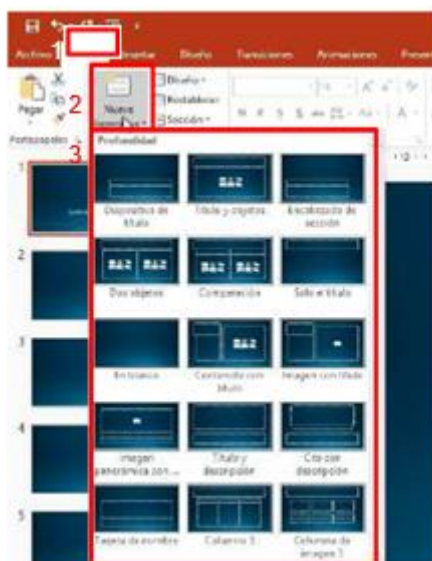 1
Archivo Insertar Diseño Transiciones Animaciones Presen
Pegar
2
Nueva
Diseño
Restablecer
Sección
N K S S
Portapapeles
3
Profundidad
1
Diapositiva de título
Título y objetos
Encabezado de sección
2
Dos objetos
Comparación
Solo el título
3
En blanco
Contenido con título
Imagen con título
4
Imagen panorámica con ...
Título y descripción
Cita con descripción
5
Tarjeta de nombre
Columna 3
Columna de imagen 3